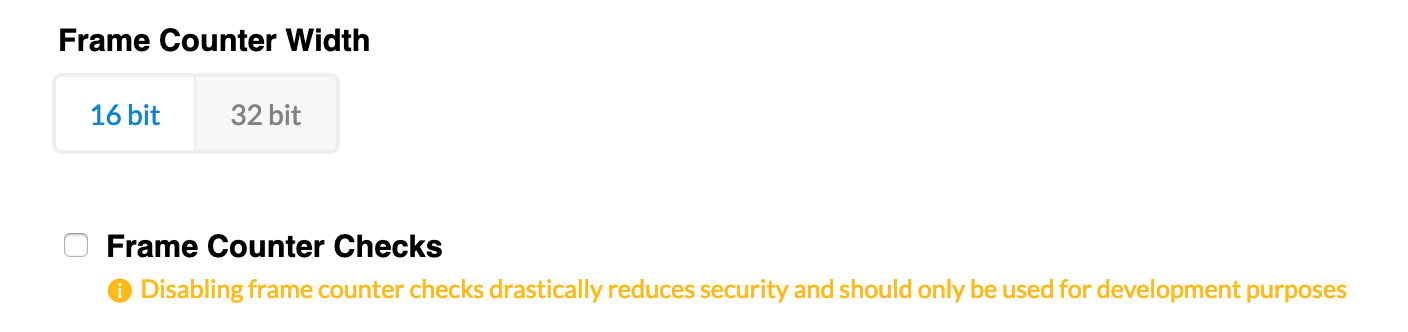 Frame Counter Width
16 bit 32 bit
Frame Counter Checks
Disabling frame counter checks drastically reduces security and should only be used for development purposes